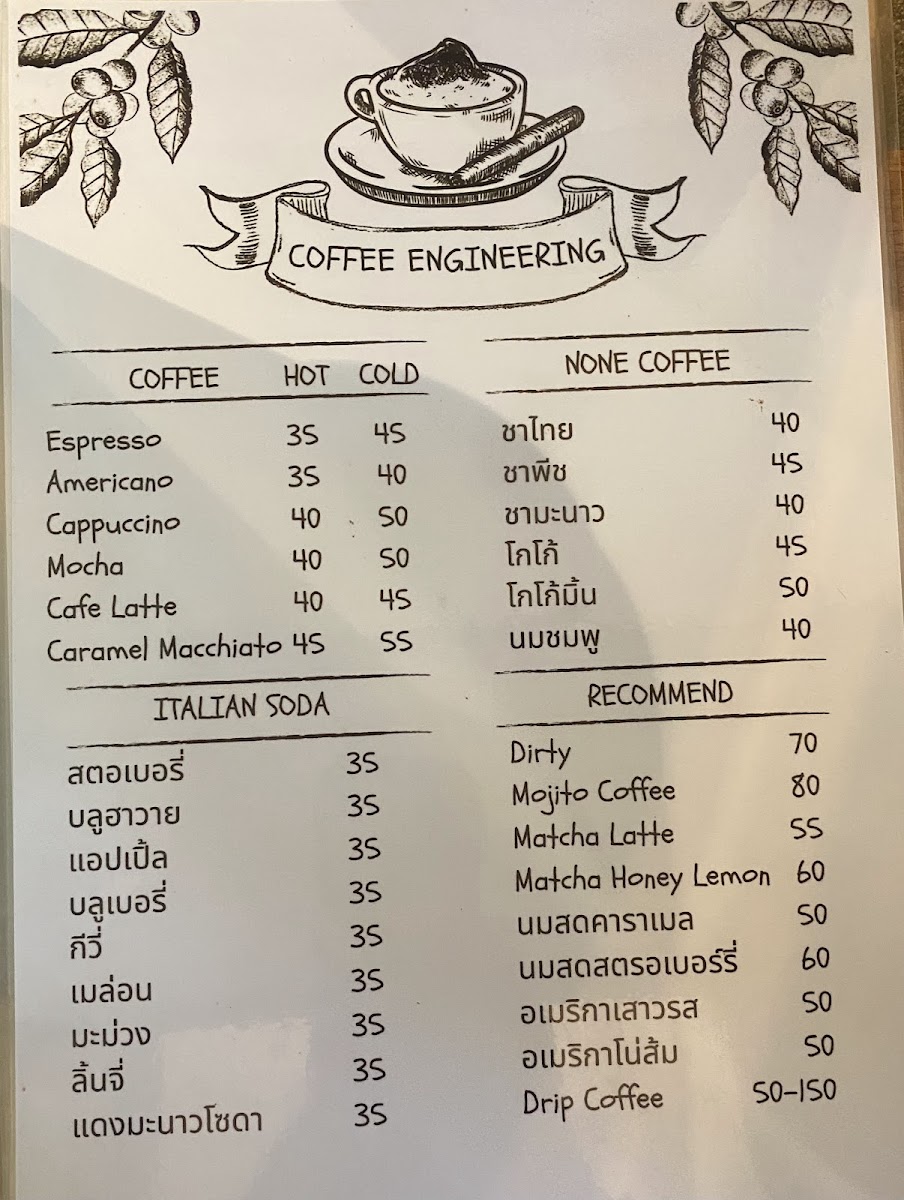 COFFEE ENGINEERING
COFFEE HOT COLD
Espresso 35 45
Americano 35 40
Cappuccino 40 50
Mocha 40 50
Cafe Latte 40 45
Caramel Macchiato 45 55
NONE COFFEE
ชาไทย 40
ชาพีช 45
ชามะนาว 40
โกโก้ 45
โกโก้มิ้น 50
นมชมพู 40
ITALIAN SODA
สตอเบอรี่ 35
บลูฮาวาย 35
แอปเปิ้ล 35
บลูเบอรี่ 35
กีวี่ 35
เมล่อน 35
มะม่วง 35
ลิ้นจี่ 35
แดงมะนาวโซดา 35
RECOMMEND
Dirty 70
Mojito Coffee 80
Matcha Latte 55
Matcha Honey Lemon 60
นมสดคาราเมล 50
นมสดสตรอเบอร์รี่ 60
อเมริกาเสาวรส 50
อเมริกาโน่ส้ม 50
Drip Coffee 50-150